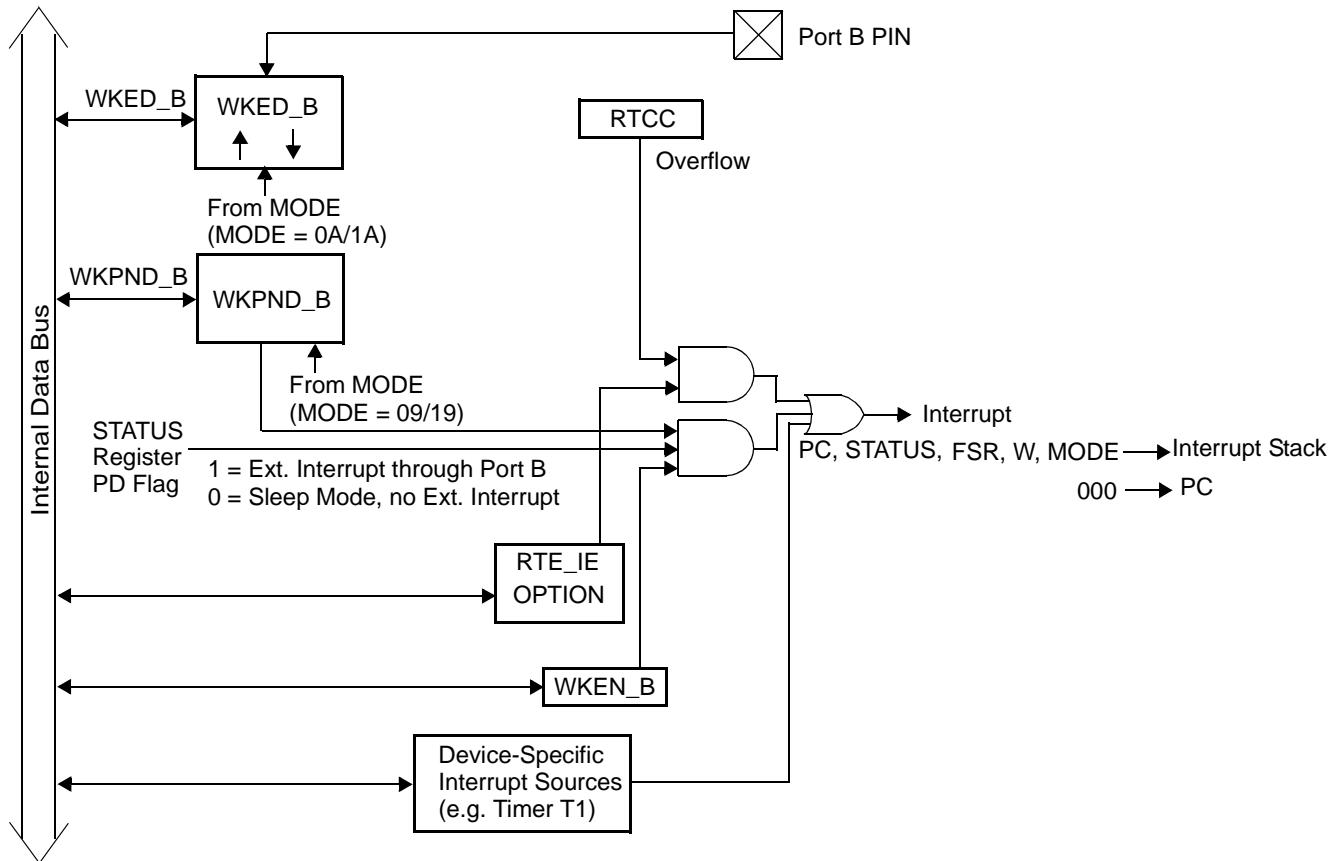 Port B PIN
WKED_B
WKED_B
RTCC
Overflow
From MODE
(MODE = 0A/1A)
WKPND_B
WKPND_B
Internal Data Bus
From MODE
(MODE = 09/19)
Interrupt
STATUS
Register
PD Flag
1 = Ext. Interrupt through Port B
0 = Sleep Mode, no Ext. Interrupt
PC, STATUS, FSR, W, MODE
Interrupt Stack
000
PC
RTE_IE
OPTION
WKEN_B
Device-Specific
Interrupt Sources
(e.g. Timer T1)